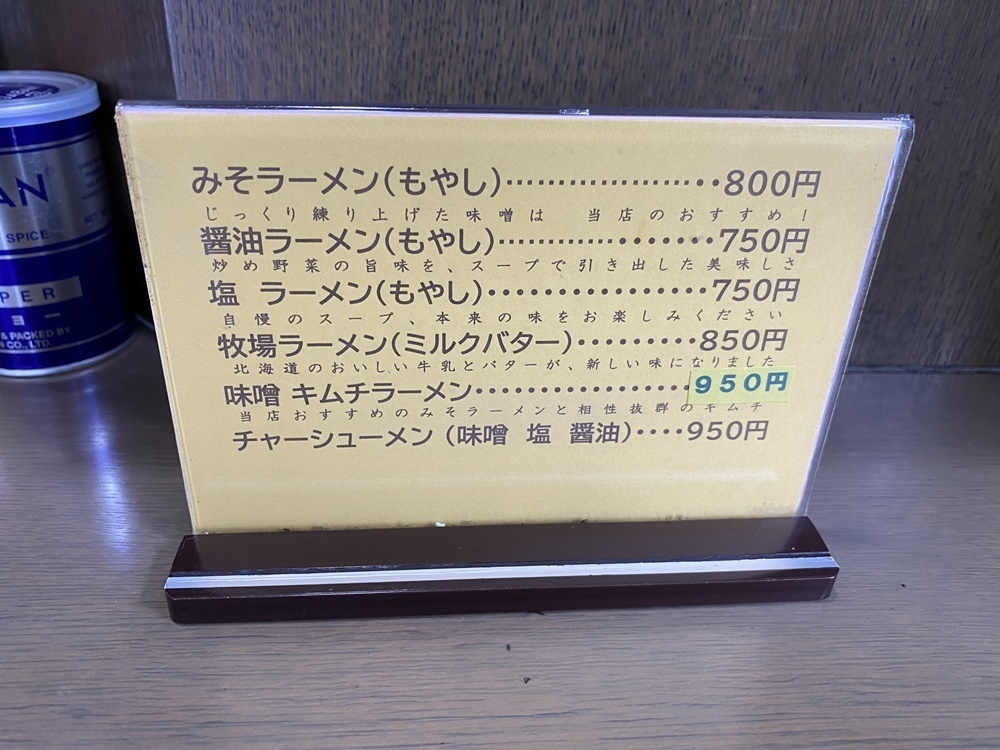 みそラーメン(もやし)…………………‥800円
じっくり練り上げた味噌は　当店のおすすめ！
醤油ラーメン(もやし)…………………750円
炒め野菜の旨味を、スープで引き出した美味しさ
塩 ラーメン(もやし)……………………750円
自慢のスープ、本来の味をお楽しみください
牧場ラーメン(ミルクバター)………850円
北海道のおいしい牛乳とバターが、新しい味になりました
味噌 キムチラーメン…………………950円
当店おすすめのみそラーメンと相性抜群のキムチ
チャーシューメン (味噌 塩 醤油)‥‥950円
AN
SPICE
PER
& PACKED BY
N CO., LTD.